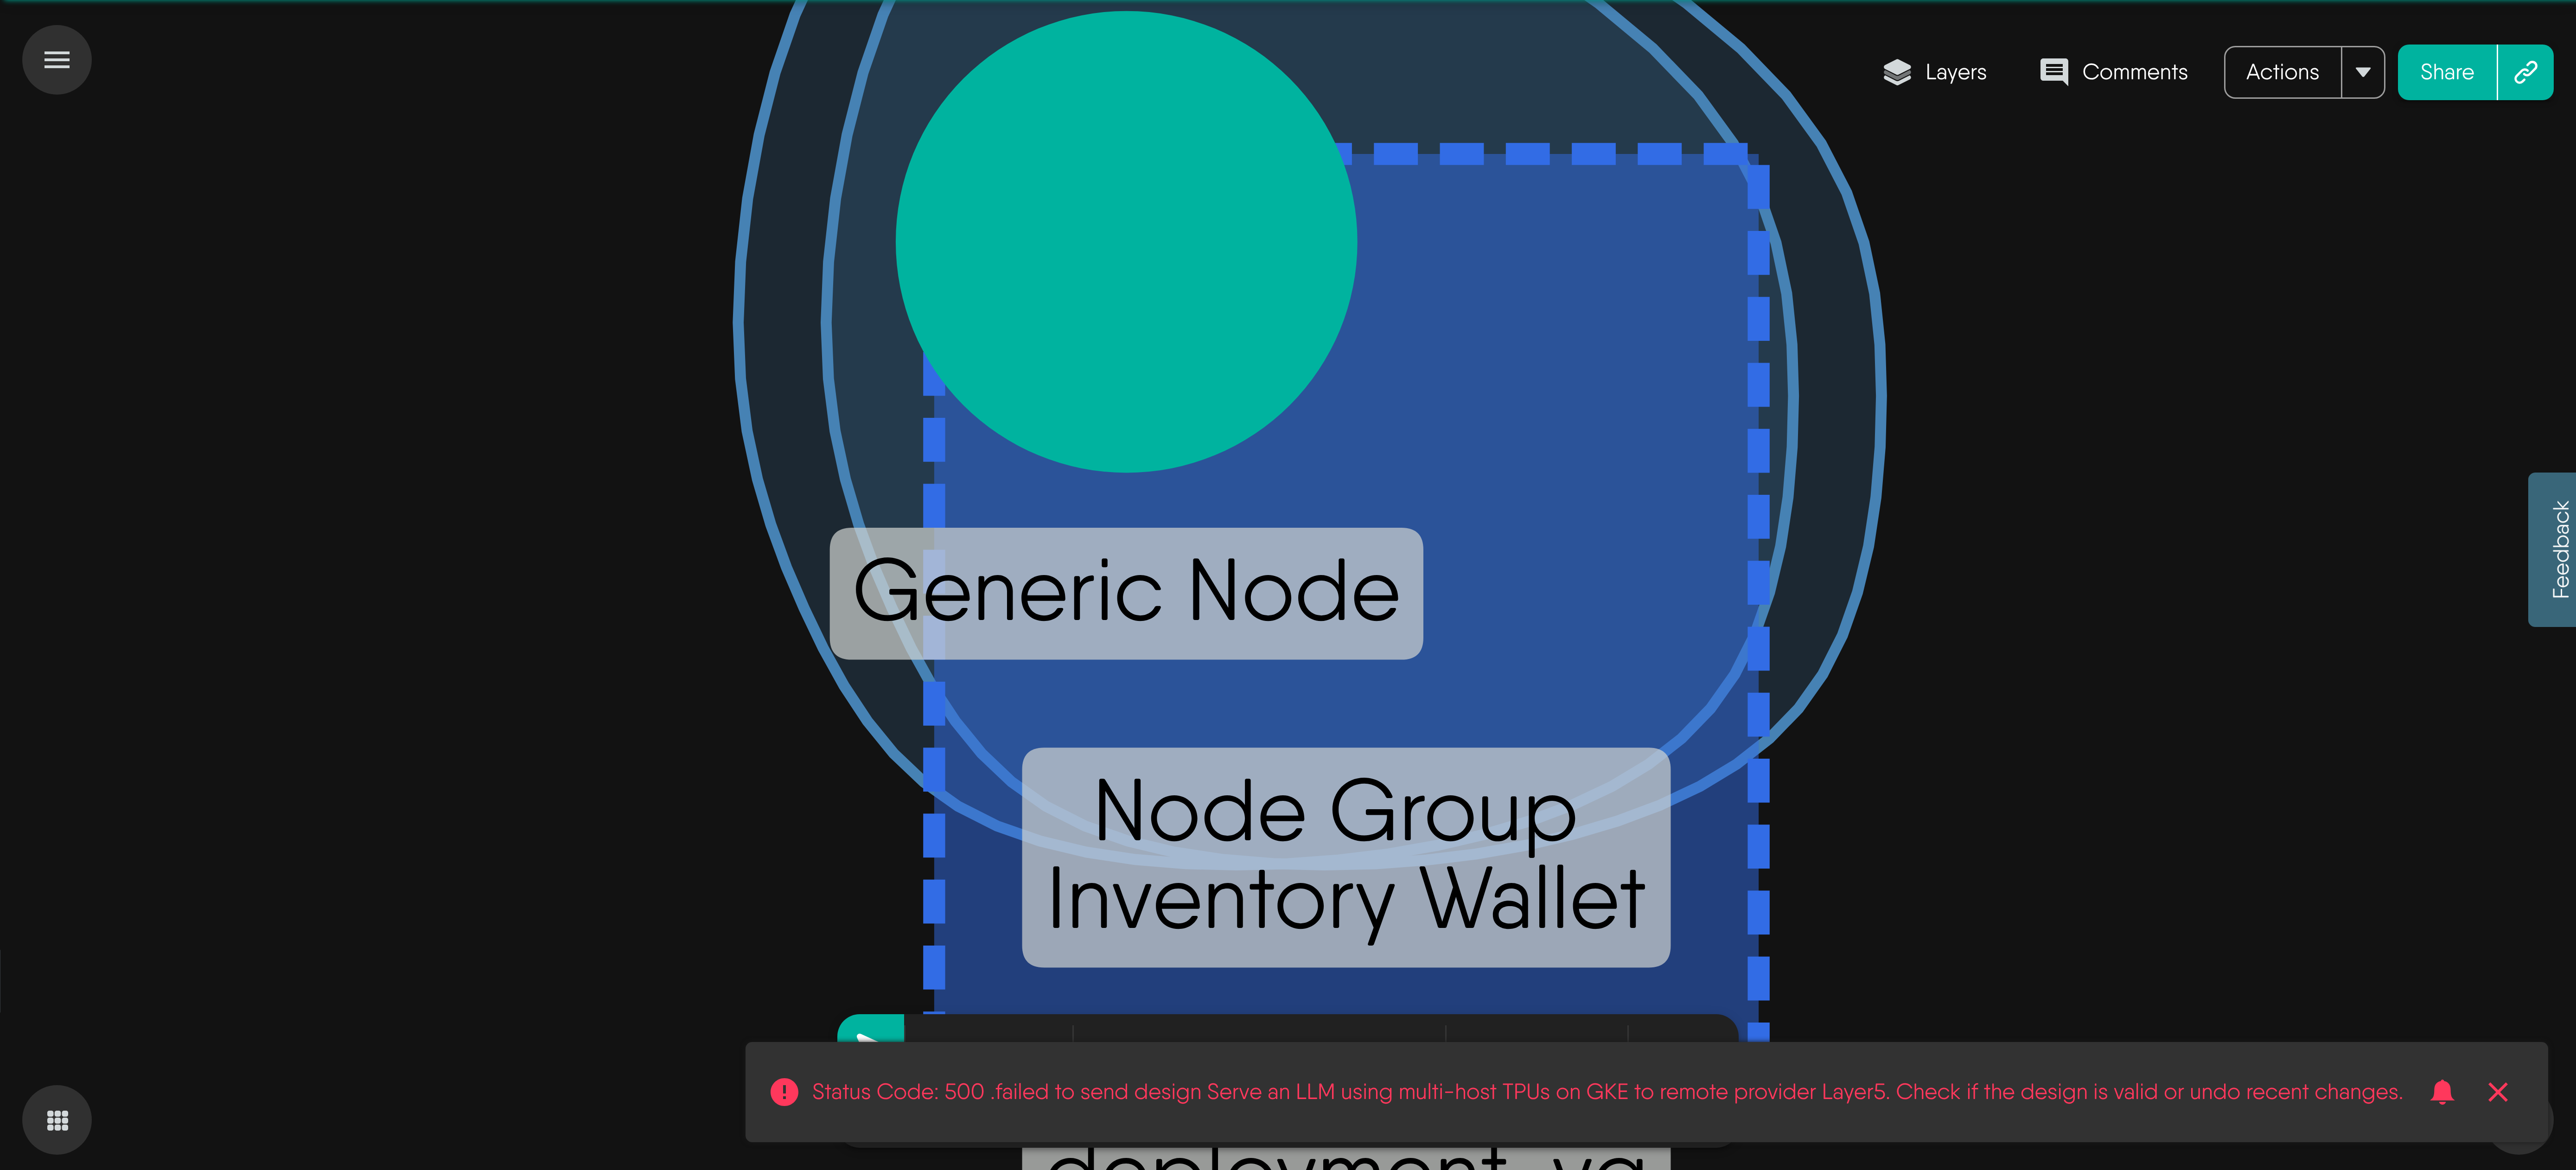 Layers
Comments
Actions
Share
Generic Node
Feedback
Node Group
Inventory Wallet
Status Code: 500 .failed to send design Serve an LLM using multi-host TPUs on GKE to remote provider Layer5. Check if the design is valid or undo recent changes.